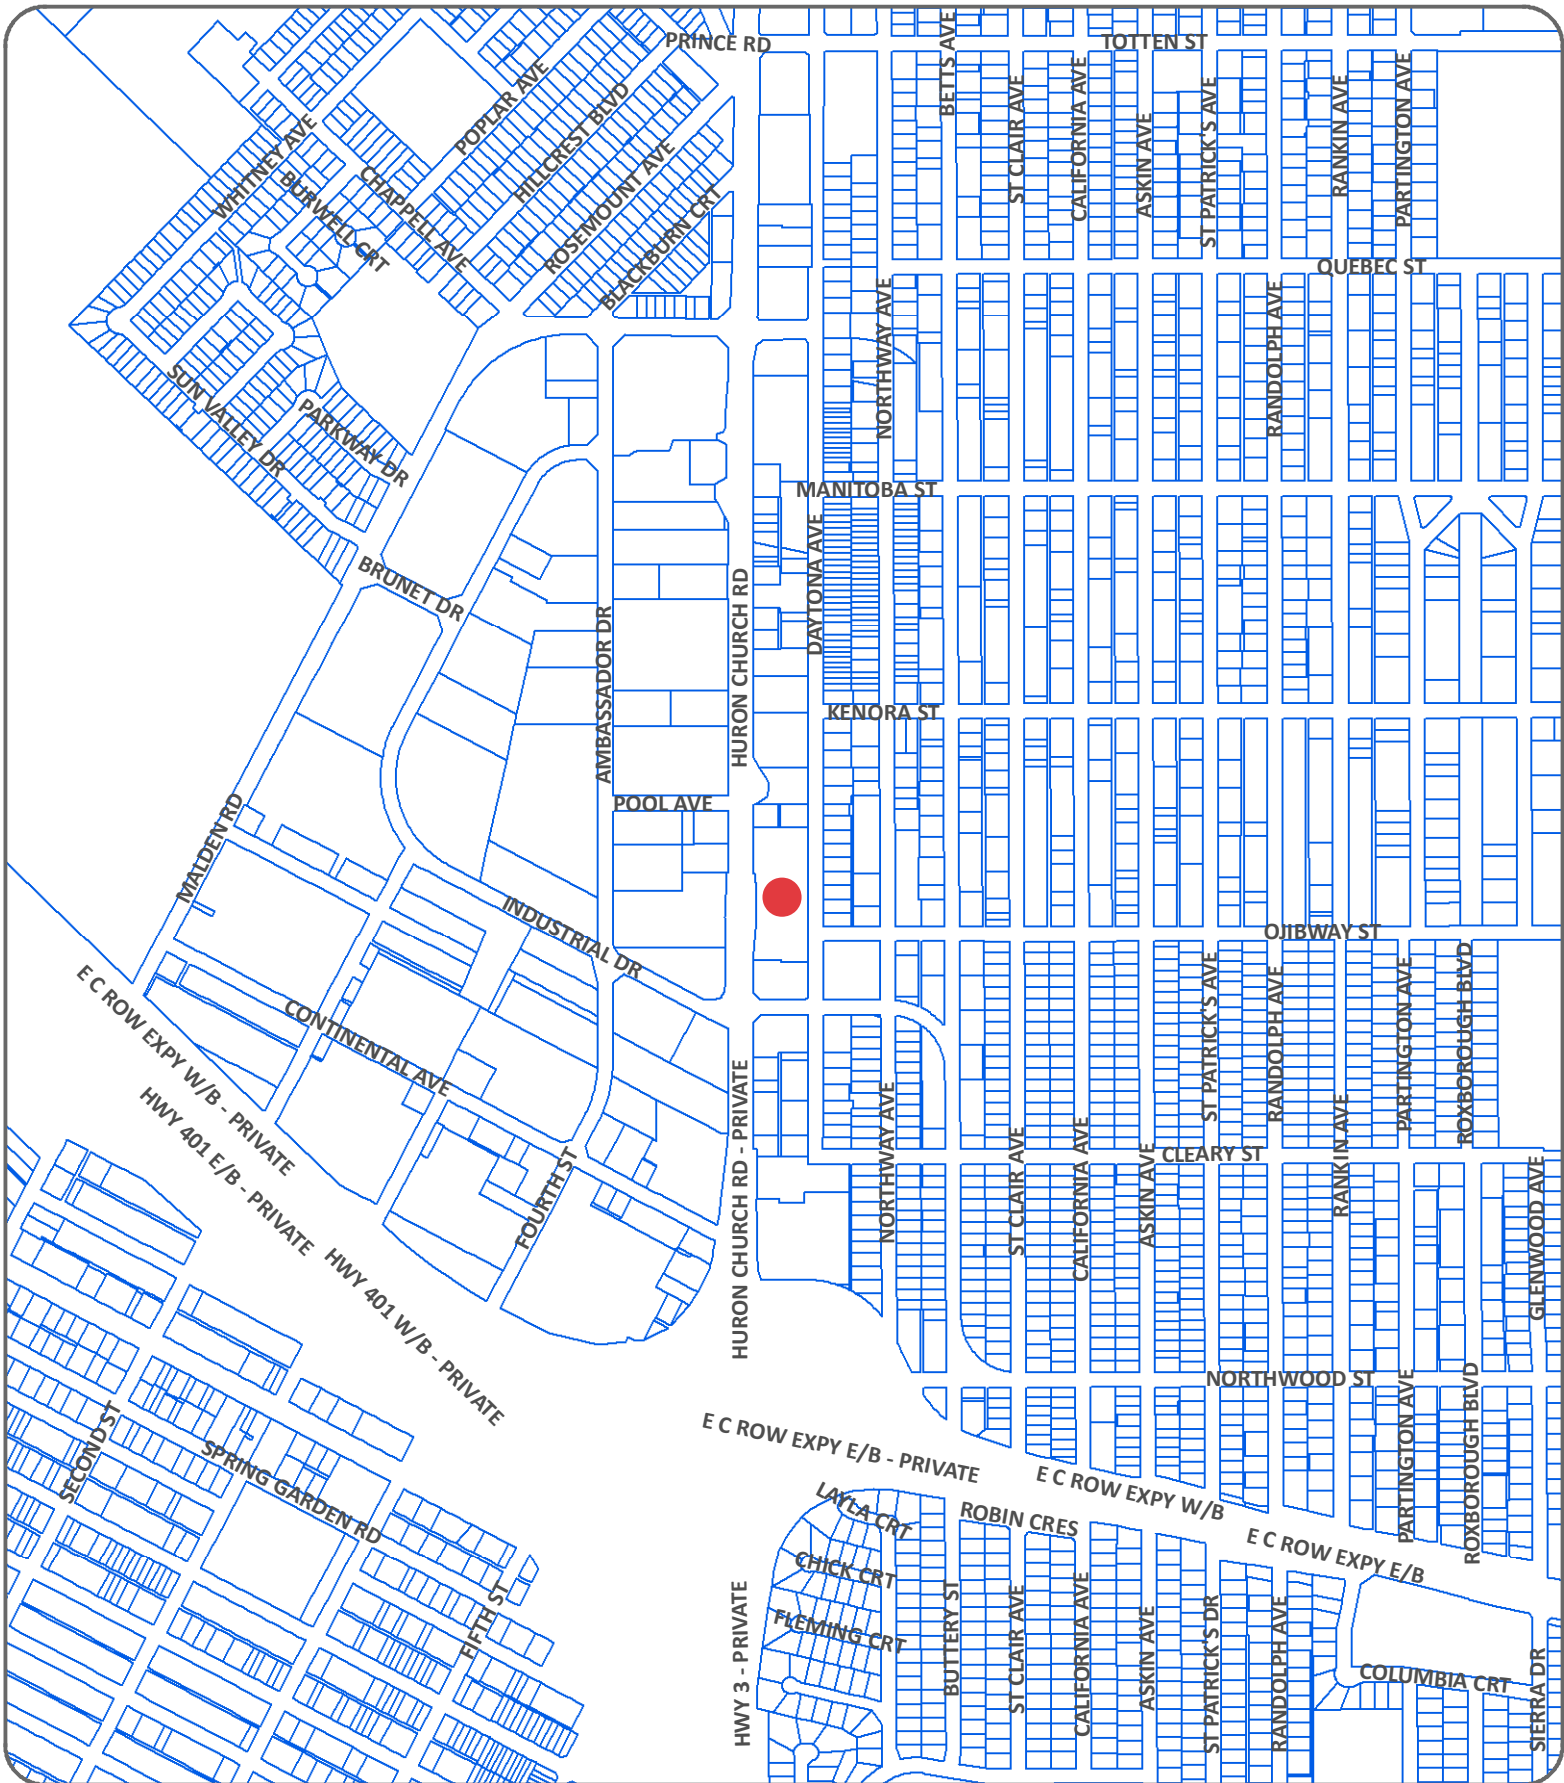 PRINCE RD
TOTTEN ST
BETTS AVE
ST CLAIR AVE
CALIFORNIA AVE
ASKIN AVE
ST PATRICK'S AVE
RANKIN AVE
PARTINGTON AVE
POPLAR AVE
HILLCREST BLVD
WHITNEY AVE
BURWELL CRT
CHAPPELL AVE
ROSEMOUNT AVE
BLACKBURN CRT
QUEBEC ST
NORTHWAY AVE
RANDOLPH AVE
SUN VALLEY DR
PARKWAY DR
MANITOBA ST
DAYTONA AVE
BRUNET DR
AMBASSADOR DR
HURON CHURCH RD
KENORA ST
POOL AVE
MALDEN RD
INDUSTRIAL DR
OJIBWAY ST
E C ROW EXPY W/B - PRIVATE
CONTINENTAL AVE
ST PATRICK'S AVE
RANDOLPH AVE
PARTINGTON AVE
ROXBOROUGH BLVD
HWY 401 E/B - PRIVATE
HURON CHURCH RD - PRIVATE
NORTHWAY AVE
ST CLAIR AVE
CALIFORNIA AVE
ASKIN AVE
CLEARY ST
RANKIN AVE
GLENWOOD AVE
FOURTH ST
HWY 401 W/B - PRIVATE
NORTHWOOD ST
PARTINGTON AVE
ROXBOROUGH BLVD
SECOND ST
SPRING GARDEN RD
E C ROW EXPY E/B - PRIVATE
E C ROW EXPY W/B
LAYLA CRT
ROBIN CRES
E C ROW EXPY E/B
CHICK CRT
FLEMING CRT
FIFTH ST
HWY 3 - PRIVATE
BUTTERY ST
ST CLAIR AVE
CALIFORNIA AVE
ASKIN AVE
ST PATRICK'S DR
RANDOLPH AVE
COLUMBIA CRT
SIERRA DR